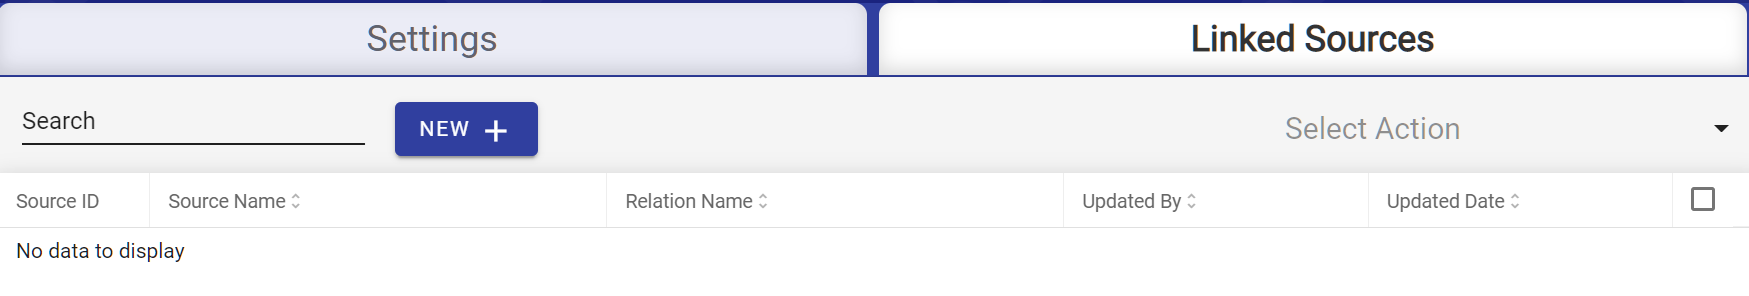 Settings
Linked Sources
Search
NEW +
Select Action
Source ID
Source Name
Relation Name
Updated By
Updated Date
No data to display